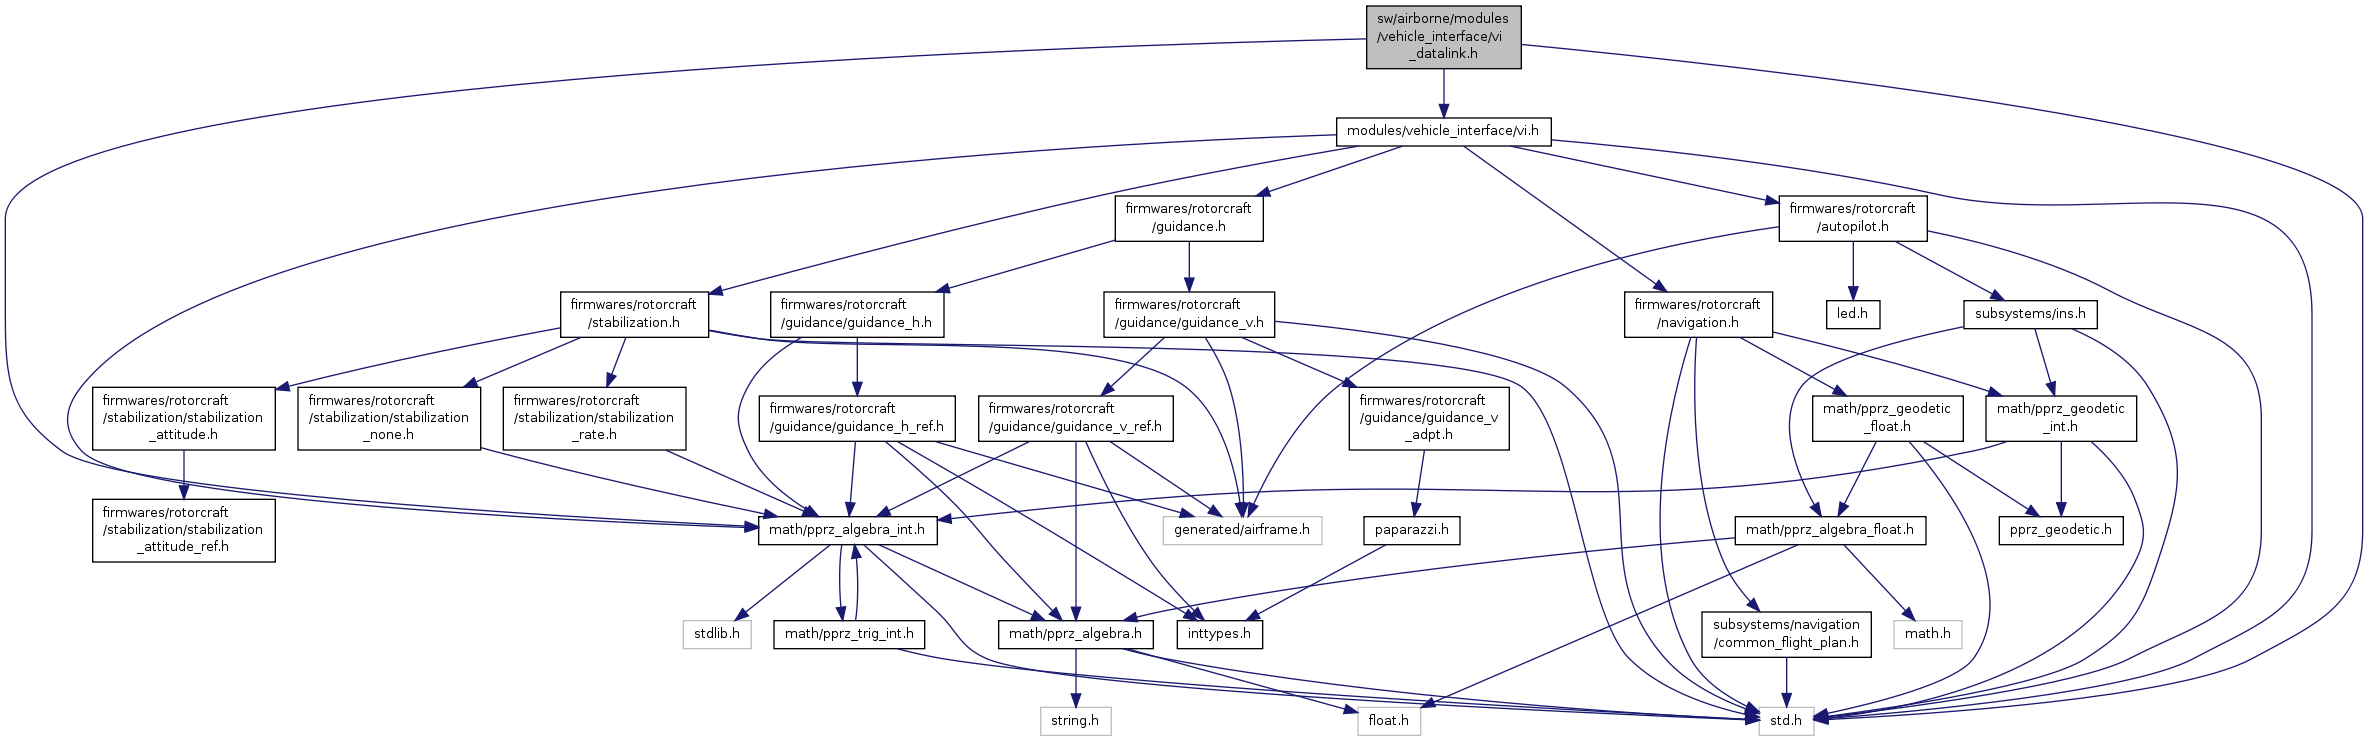 sw/airborne/modules
/vehicle_interface/vi
_datalink.h
modules/vehicle_interface/vi.h
firmwares/rotorcraft
/guidance.h
firmwares/rotorcraft
/autopilot.h
firmwares/rotorcraft
/stabilization.h
firmwares/rotorcraft
/guidance/guidance_h.h
firmwares/rotorcraft
/guidance/guidance_v.h
firmwares/rotorcraft
/navigation.h
led.h
subsystems/ins.h
firmwares/rotorcraft
/stabilization/stabilization
_attitude.h
firmwares/rotorcraft
/stabilization/stabilization
_none.h
firmwares/rotorcraft
/stabilization/stabilization
_rate.h
firmwares/rotorcraft
/guidance/guidance_h_ref.h
firmwares/rotorcraft
/guidance/guidance_v_ref.h
firmwares/rotorcraft
/guidance/guidance_v
_adpt.h
math/pprz_geodetic
_float.h
math/pprz_geodetic
_int.h
firmwares/rotorcraft
/stabilization/stabilization
_attitude_ref.h
math/pprz_algebra_int.h
generated/airframe.h
paparazzi.h
math/pprz_algebra_float.h
pprz_geodetic.h
stdlib.h
math/pprz_trig_int.h
math/pprz_algebra.h
inttypes.h
subsystems/navigation
/common_flight_plan.h
math.h
string.h
float.h
std.h